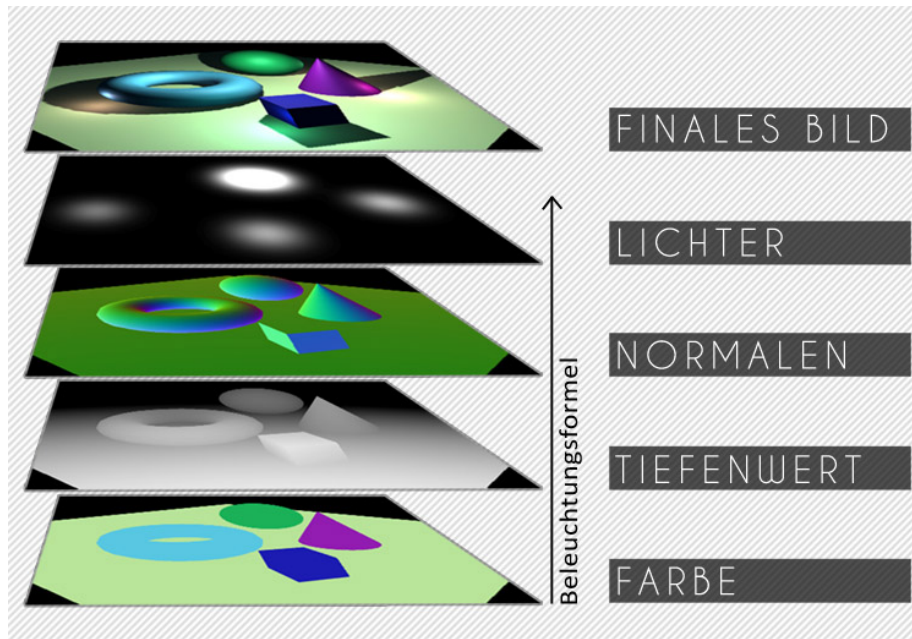 FINALES BILD
LICHTER
NORMALEN
TIEFENWERT
FARBE
Beleuchtungsformel